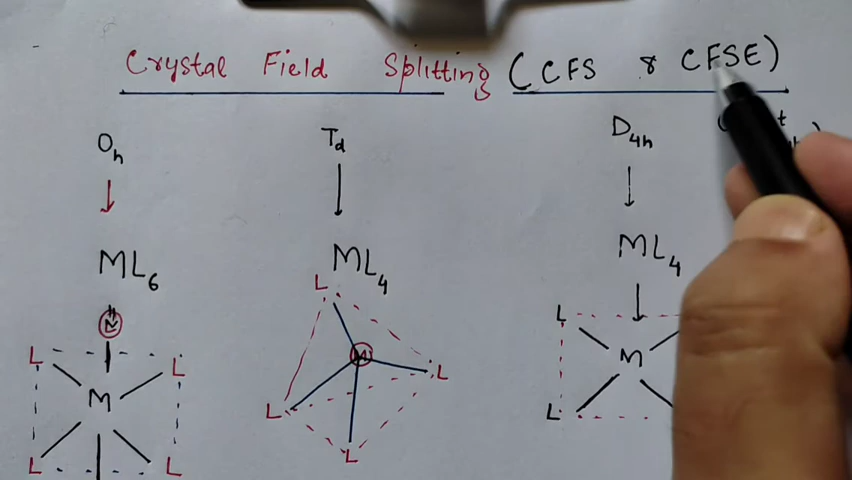 Crystal Field Splitting (CFS & CFSE)
Oh Td D4h
ML6 ML4 ML4
L
L L M L L
M M
L L L L
L